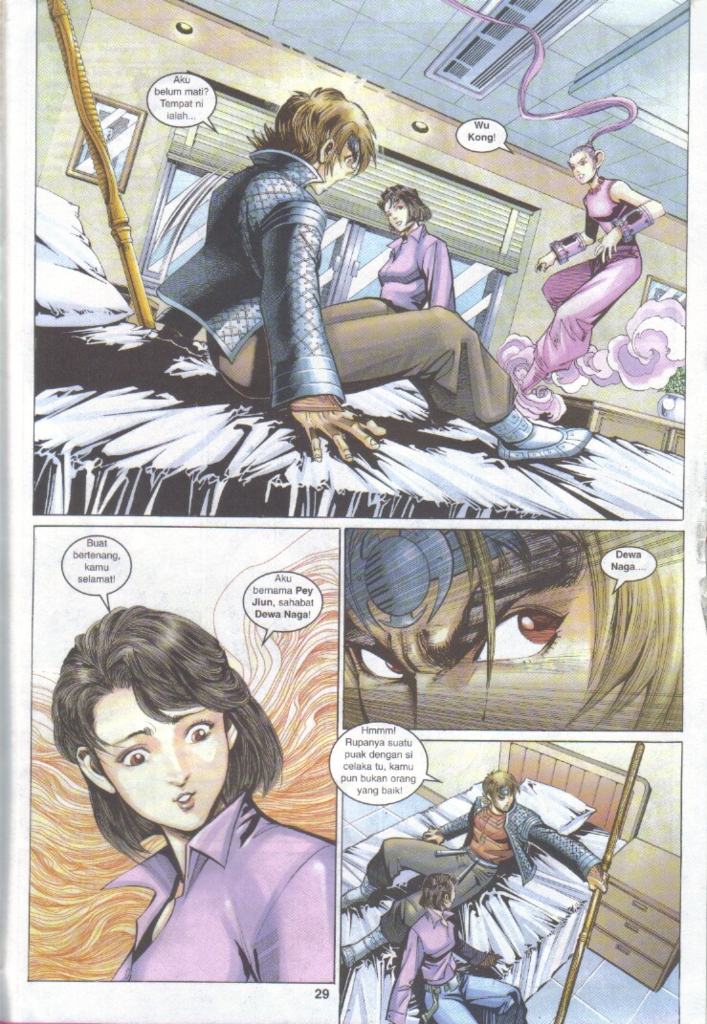 Aku
belum mati?
Tempat ni
ialah...
Wu
Kong!
Buat
bertenang,
kamu
selamat!
Aku
bernama Pey
Jiun, sahabat
Dewa Naga!
Dewa
Naga....
Hmmm!
Rupanya suatu
puak dengan si
celaka tu, kamu
pun bukan orang
yang baik!
29